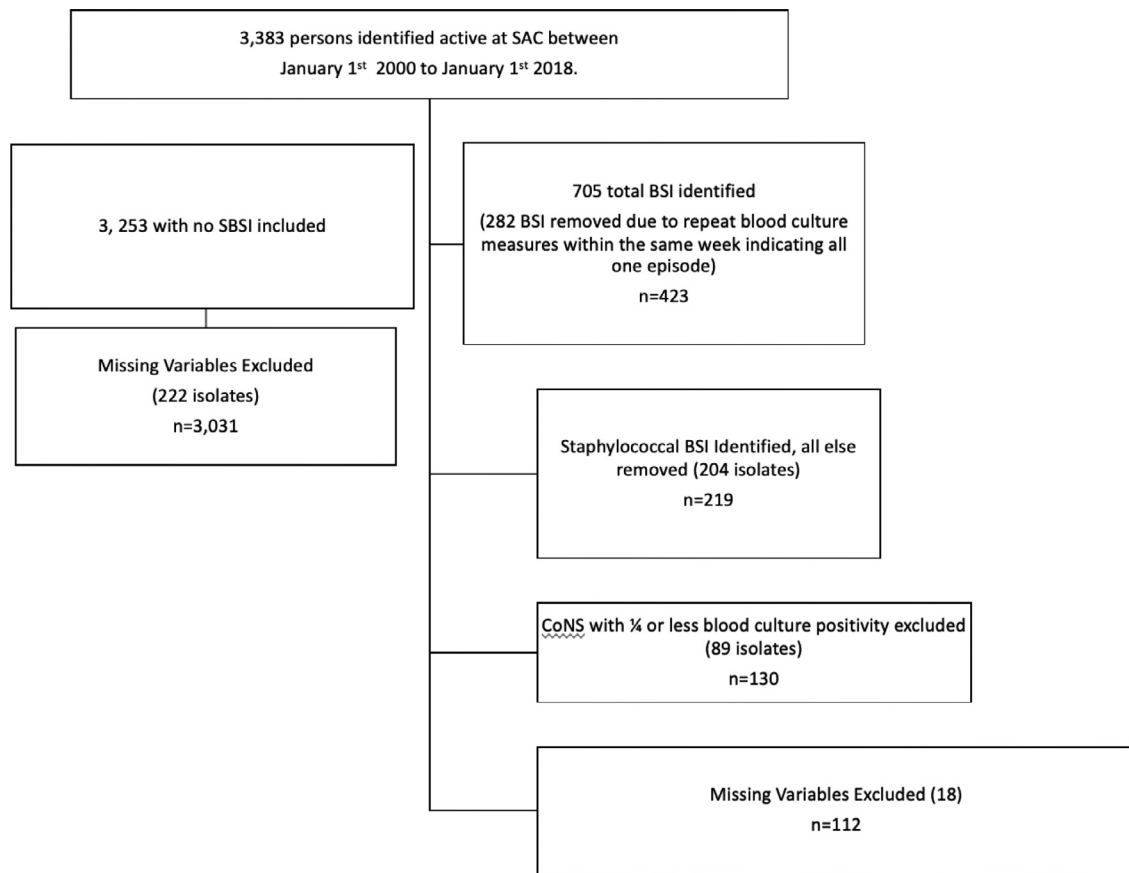 3,383 persons identified active at SAC between
January 1st 2000 to January 1st 2018.
3, 253 with no SBSI included
Missing Variables Excluded
(222 isolates)
n=3,031
705 total BSI identified
(282 BSI removed due to repeat blood culture
measures within the same week indicating all
one episode)
n=423
Staphylococcal BSI Identified, all else
removed (204 isolates)
n=219
CoNS with ¼ or less blood culture positivity excluded
(89 isolates)
n=130
Missing Variables Excluded (18)
n=112